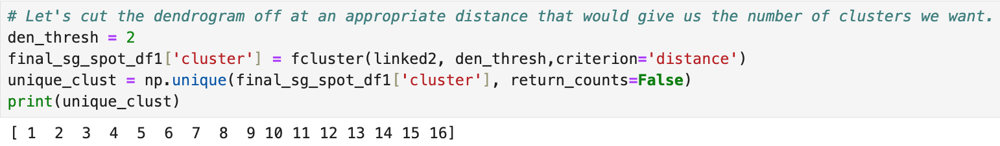 # Let's cut the dendrogram off at an appropriate distance that would give us the number of clusters we want.
den_thresh = 2
final_sg_spot_df1['cluster'] = fcluster(linked2, den_thresh,criterion='distance')
unique_clust = np.unique(final_sg_spot_df1['cluster'], return_counts=False)
print(unique_clust)
[ 1  2  3  4  5  6  7  8  9 10 11 12 13 14 15 16]